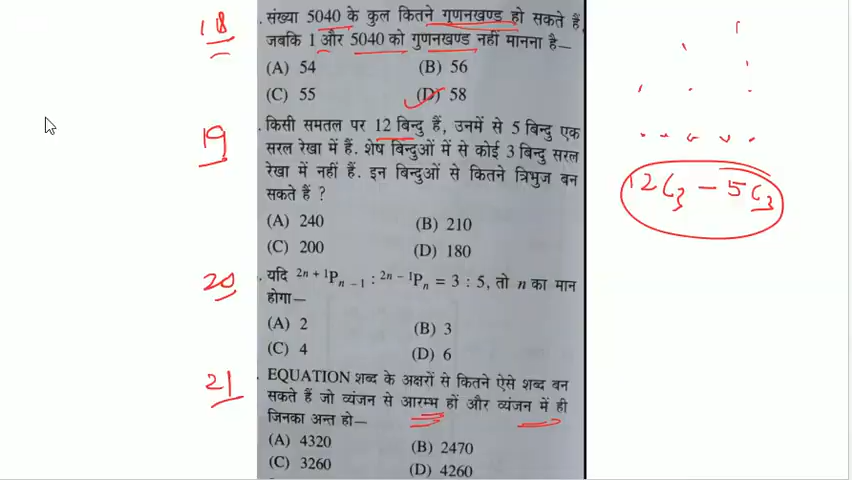 18
. संख्या 5040 के कुल कितने गुणनखण्ड हो सकते हैं,
जबकि 1 और 5040 को गुणनखण्ड नहीं मानना है—
(A) 54 (B) 56
(C) 55 (D) 58
19
. किसी समतल पर 12 बिन्दु हैं, उनमें से 5 बिन्दु एक
सरल रेखा में हैं. शेष बिन्दुओं में से कोई 3 बिन्दु सरल
रेखा में नहीं हैं. इन बिन्दुओं से कितने त्रिभुज बन
सकते हैं ?
(A) 240 (B) 210
(C) 200 (D) 180
12C₃ – 5C₃
20
. यदि ²ⁿ⁺¹Pₙ₋₁ : ²ⁿ⁻¹Pₙ = 3 : 5, तो n का मान
होगा—
(A) 2 (B) 3
(C) 4 (D) 6
21
. EQUATION शब्द के अक्षरों से कितने ऐसे शब्द बन
सकते हैं जो व्यंजन से आरम्भ हों और व्यंजन में ही
जिनका अन्त हो—
(A) 4320 (B) 2470
(C) 3260 (D) 4260